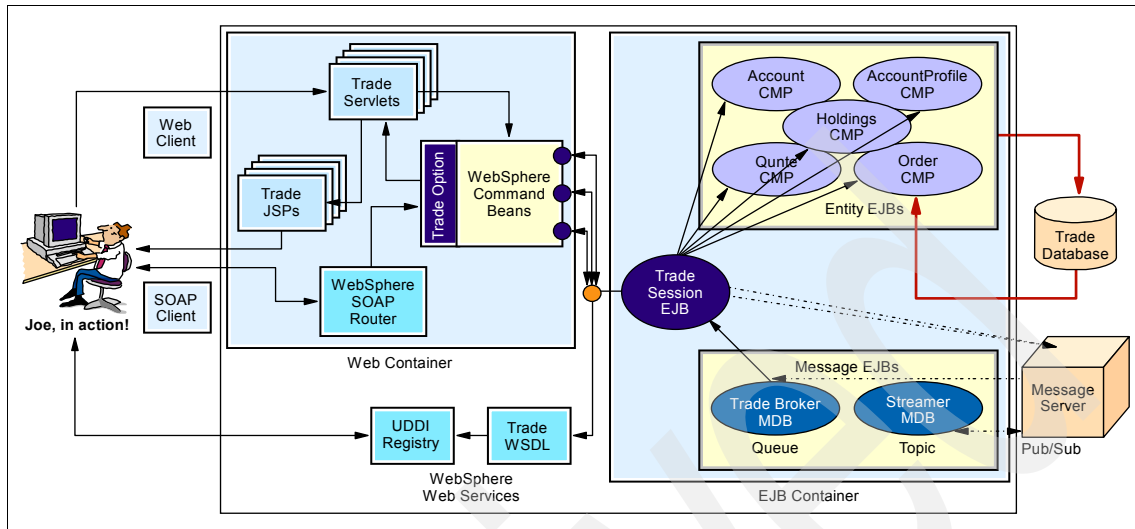 Web
Client
SOAP
Client
Joe, in action!
Trade
Servlets
Trade
JSPs
Trade Option
WebSphere
Command
Beans
WebSphere
SOAP
Router
Web Container
UDDI
Registry
Trade
WSDL
WebSphere
Web Services
Account
CMP
AccountProfile
CMP
Holdings
CMP
Qunte
CMP
Order
CMP
Entity EJBs
Trade
Session
EJB
Message EJBs
Trade Broker
MDB
Streamer
MDB
Queue
Topic
EJB Container
Trade
Database
Message
Server
Pub/Sub